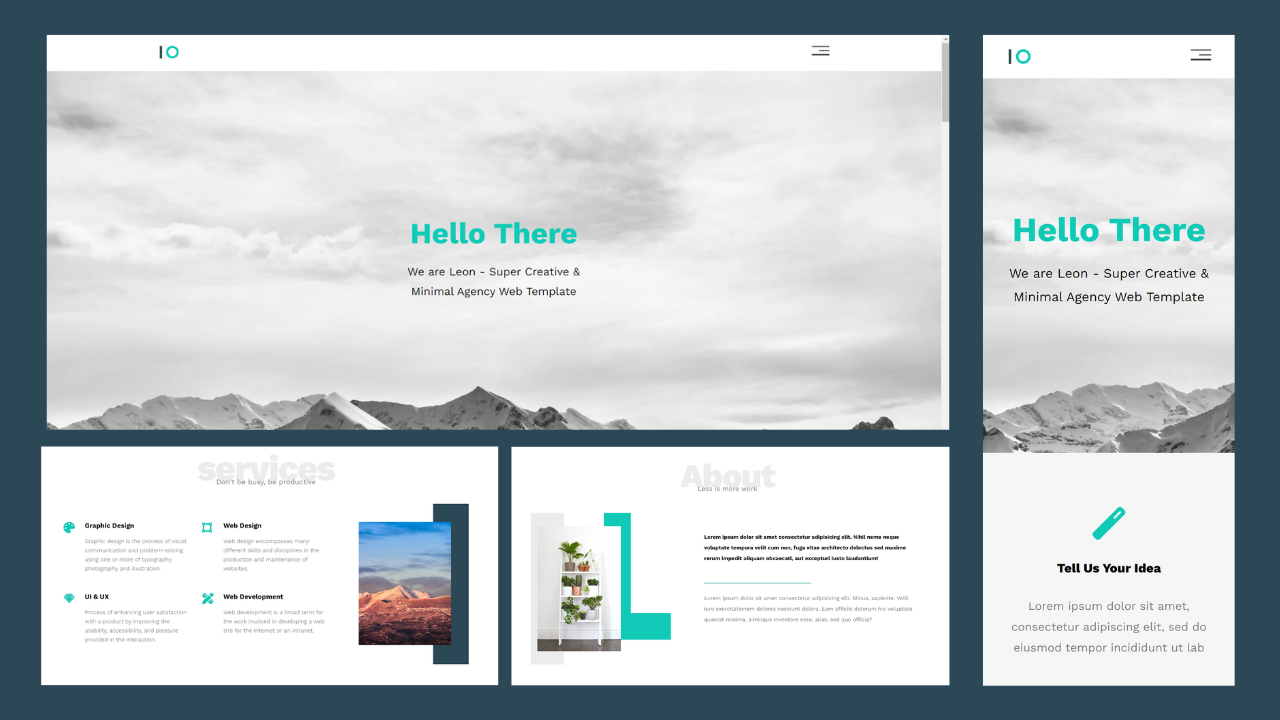 IO
Hello There
We are Leon - Super Creative &
Minimal Agency Web Template
services
Don't be busy, be productive
Graphic Design
Graphic design is the process of visual
communication and problem-solving
using one or more of typography,
photography and illustration.
Web Design
Web design encompasses many
different skills and disciplines in the
production and maintenance of
websites.
UI & UX
Process of enhancing user satisfaction
with a product by improving the
usability, accessibility, and pleasure
provided in the interaction.
Web Development
Web development is a broad term for
the work involved in developing a web
site for the internet or an intranet.
About
Less is more work
Lorem ipsum dolor sit amet consectetur adipisicing elit. Nihil nemo neque
voluptate tempora velit cum non, fuga vitae architecto delectus sed maxime
rerum impedit aliquam obcaecati, aut excepturi iusto laudantium!
Lorem ipsum dolor sit amet consectetur adipisicing elit. Minus, sapiente. Velit
iure exercitationem dolores nesciunt dolore. Eum officiis dolorum hic voluptate
quaerat minima, similique inventore esse, alias, sed quo officia?
IO
Hello There
We are Leon - Super Creative &
Minimal Agency Web Template
Tell Us Your Idea
Lorem ipsum dolor sit amet,
consectetur adipiscing elit, sed do
eiusmod tempor incididunt ut lab